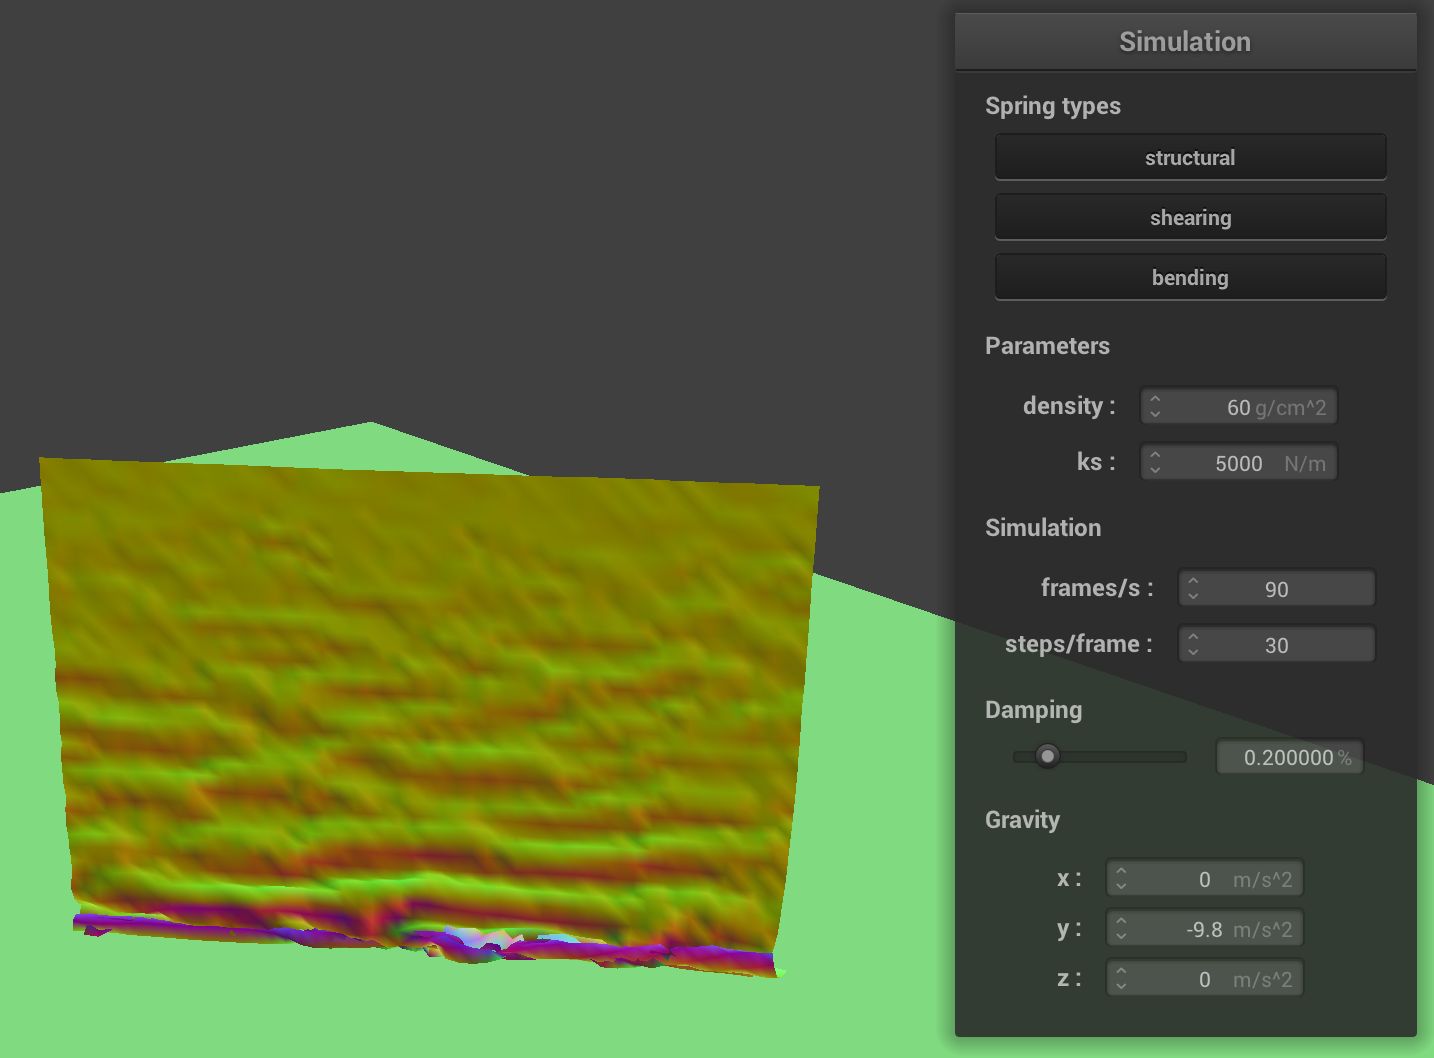 Simulation
Spring types
structural
shearing
bending
Parameters
density : 60 g/cm^2
ks : 5000 N/m
Simulation
frames/s : 90
steps/frame : 30
Damping
0.200000 %
Gravity
x : 0 m/s^2
y : -9.8 m/s^2
z : 0 m/s^2